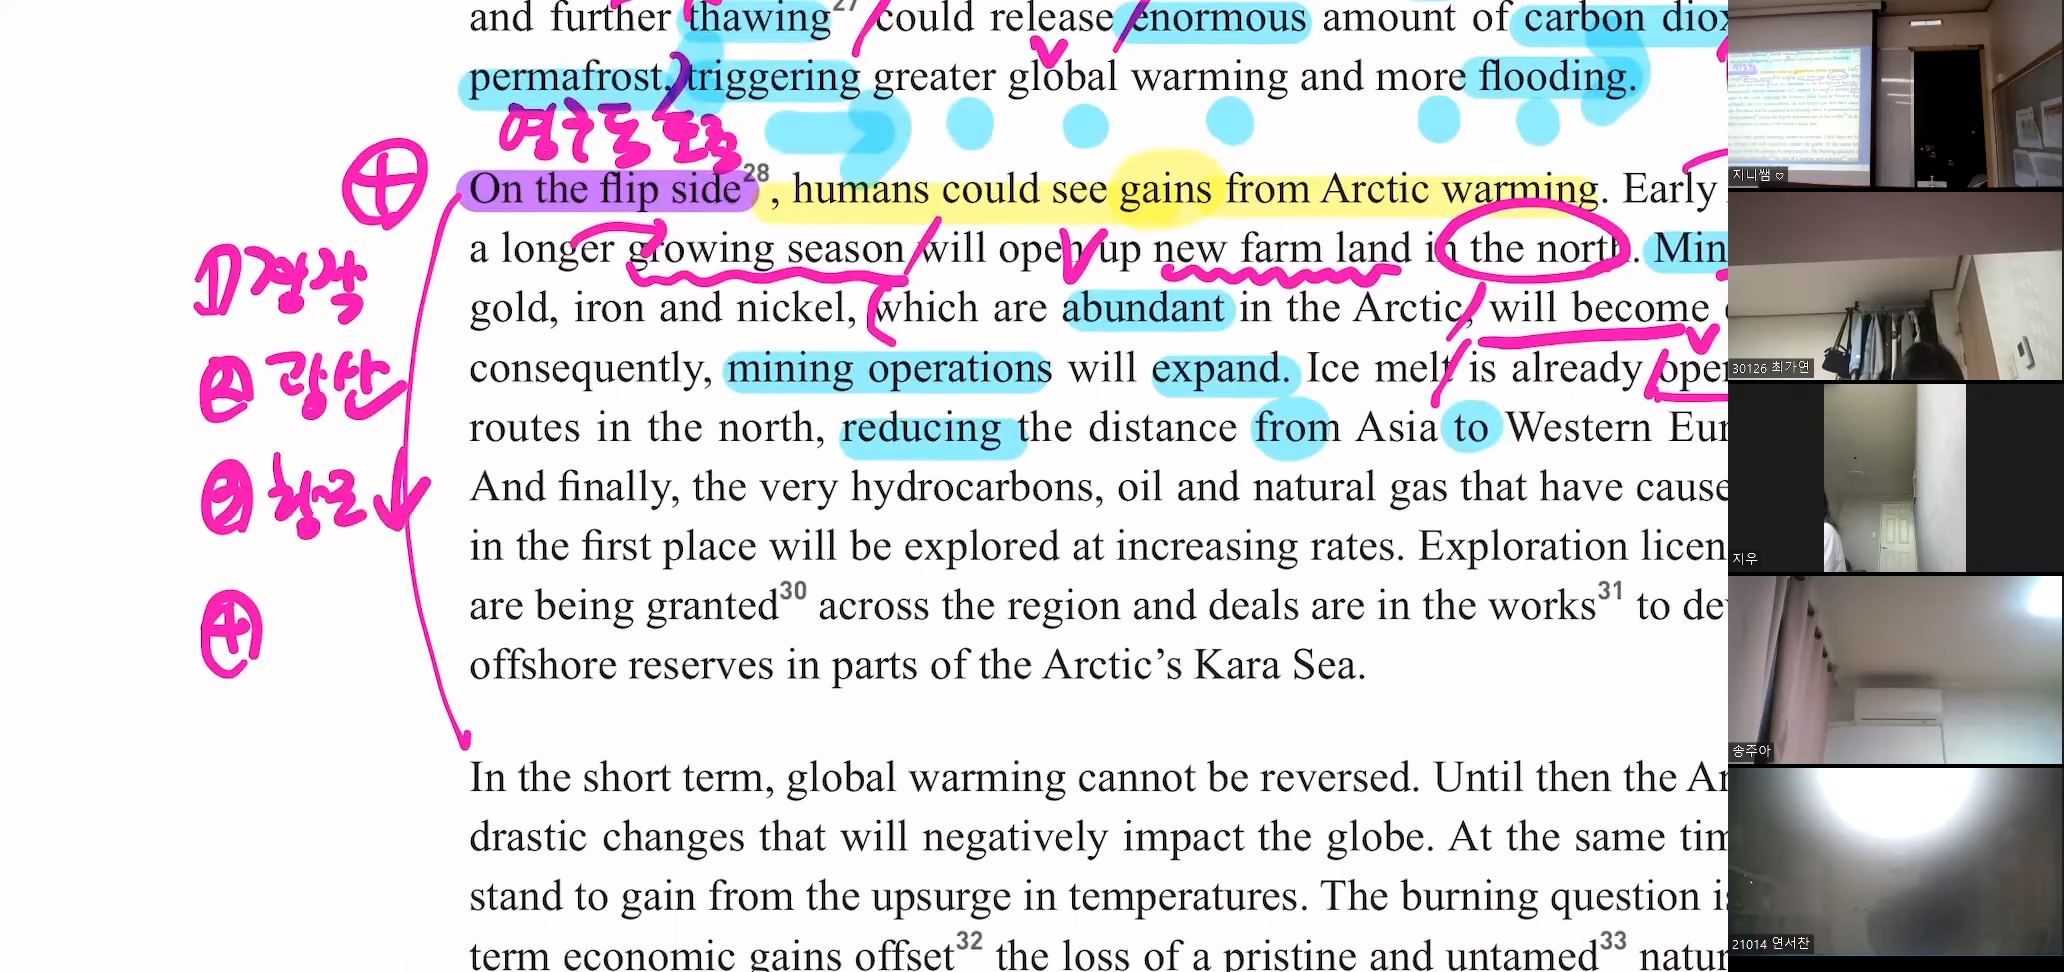 and further thawing27 could release enormous amount of carbon diox
permafrost, triggering greater global warming and more flooding.
영구동토층
On the flip side28 , humans could see gains from Arctic warming. Early
a longer growing season will open up new farm land in the north. Min
① 경작
gold, iron and nickel, which are abundant in the Arctic, will become
consequently, mining operations will expand. Ice melt is already ope
② 광산
routes in the north, reducing the distance from Asia to Western Eur
And finally, the very hydrocarbons, oil and natural gas that have cause
in the first place will be explored at increasing rates. Exploration licen
are being granted30 across the region and deals are in the works31 to de
④
offshore reserves in parts of the Arctic’s Kara Sea.
In the short term, global warming cannot be reversed. Until then the Ar
drastic changes that will negatively impact the globe. At the same tim
stand to gain from the upsurge in temperatures. The burning question i
term economic gains offset32 the loss of a pristine and untamed33 natur
지니쌤 ♡
30126 최가연
지우
송주아
21014 연서찬